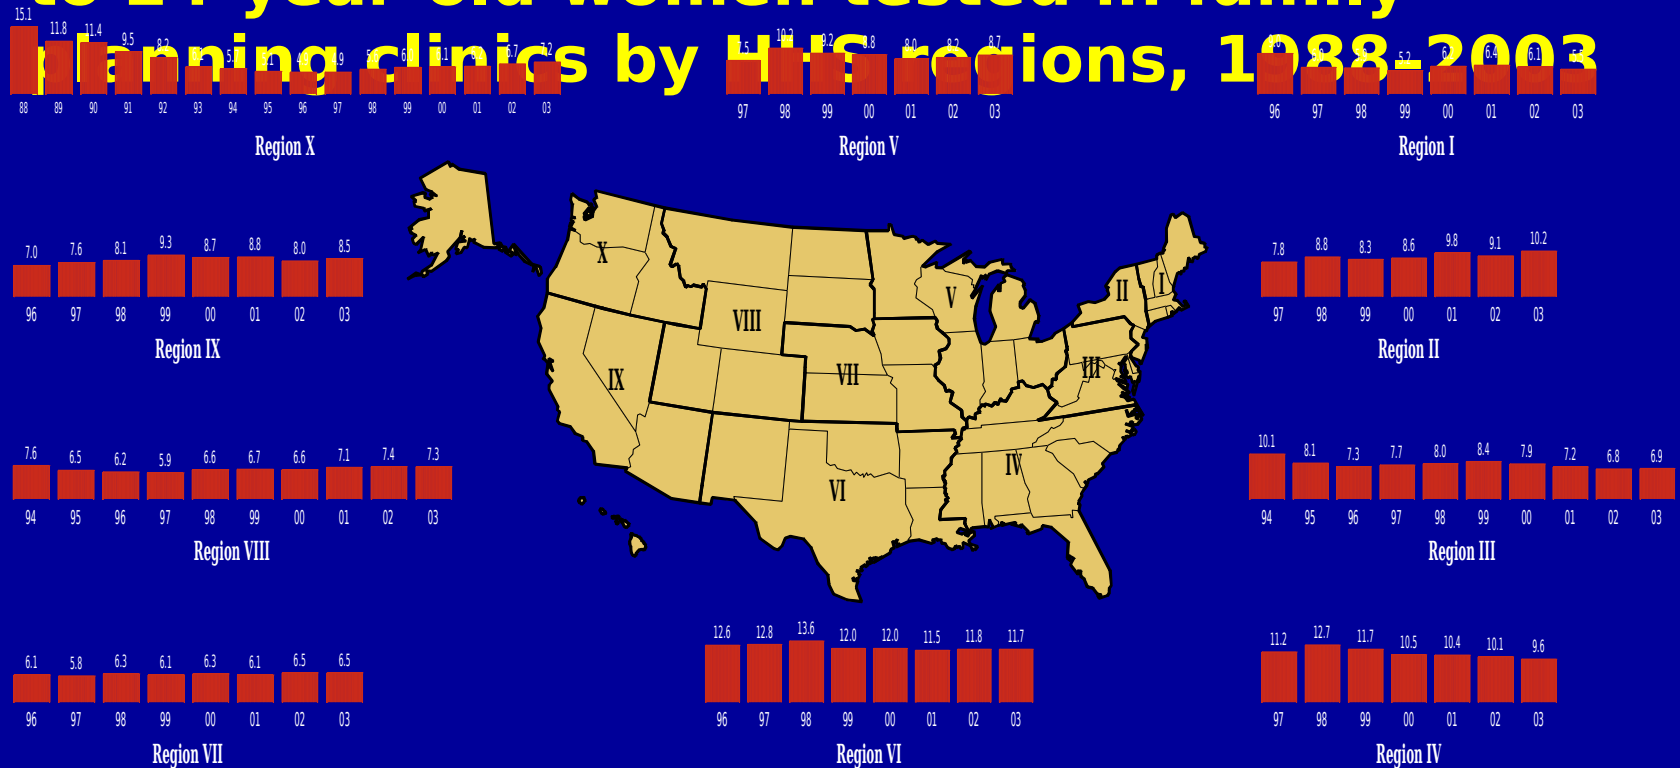 to 24 year old women tested in family
planning clinics by HHS regions, 1988-2003
15.1 11.8 11.4 9.5 8.2
88 89 90 91 92 93 94 95 96 97 98 99 00 01 02 03
Region X
7.5 10.3 9.2 8.8 8.0 8.2 8.7
97 98 99 00 01 02 03
Region V
5.2 6.4 6.1
96 97 98 99 00 01 02 03
Region I
7.0 7.6 8.1 9.3 8.7 8.8 8.0 8.5
96 97 98 99 00 01 02 03
Region IX
7.8 8.8 8.3 8.6 9.8 9.1 10.2
97 98 99 00 01 02 03
Region II
X
VIII
IX
VII
V
II
I
III
IV
VI
7.6 6.5 6.2 5.9 6.6 6.7 6.6 7.1 7.4 7.3
94 95 96 97 98 99 00 01 02 03
Region VIII
10.1 8.1 7.3 7.7 8.0 8.4 7.9 7.2 6.8 6.9
94 95 96 97 98 99 00 01 02 03
Region III
6.1 5.8 6.3 6.1 6.3 6.1 6.5 6.5
96 97 98 99 00 01 02 03
Region VII
12.6 12.8 13.6 12.0 12.0 11.5 11.8 11.7
96 97 98 99 00 01 02 03
Region VI
11.2 12.7 11.7 10.5 10.4 10.1 9.6
97 98 99 00 01 02 03
Region IV